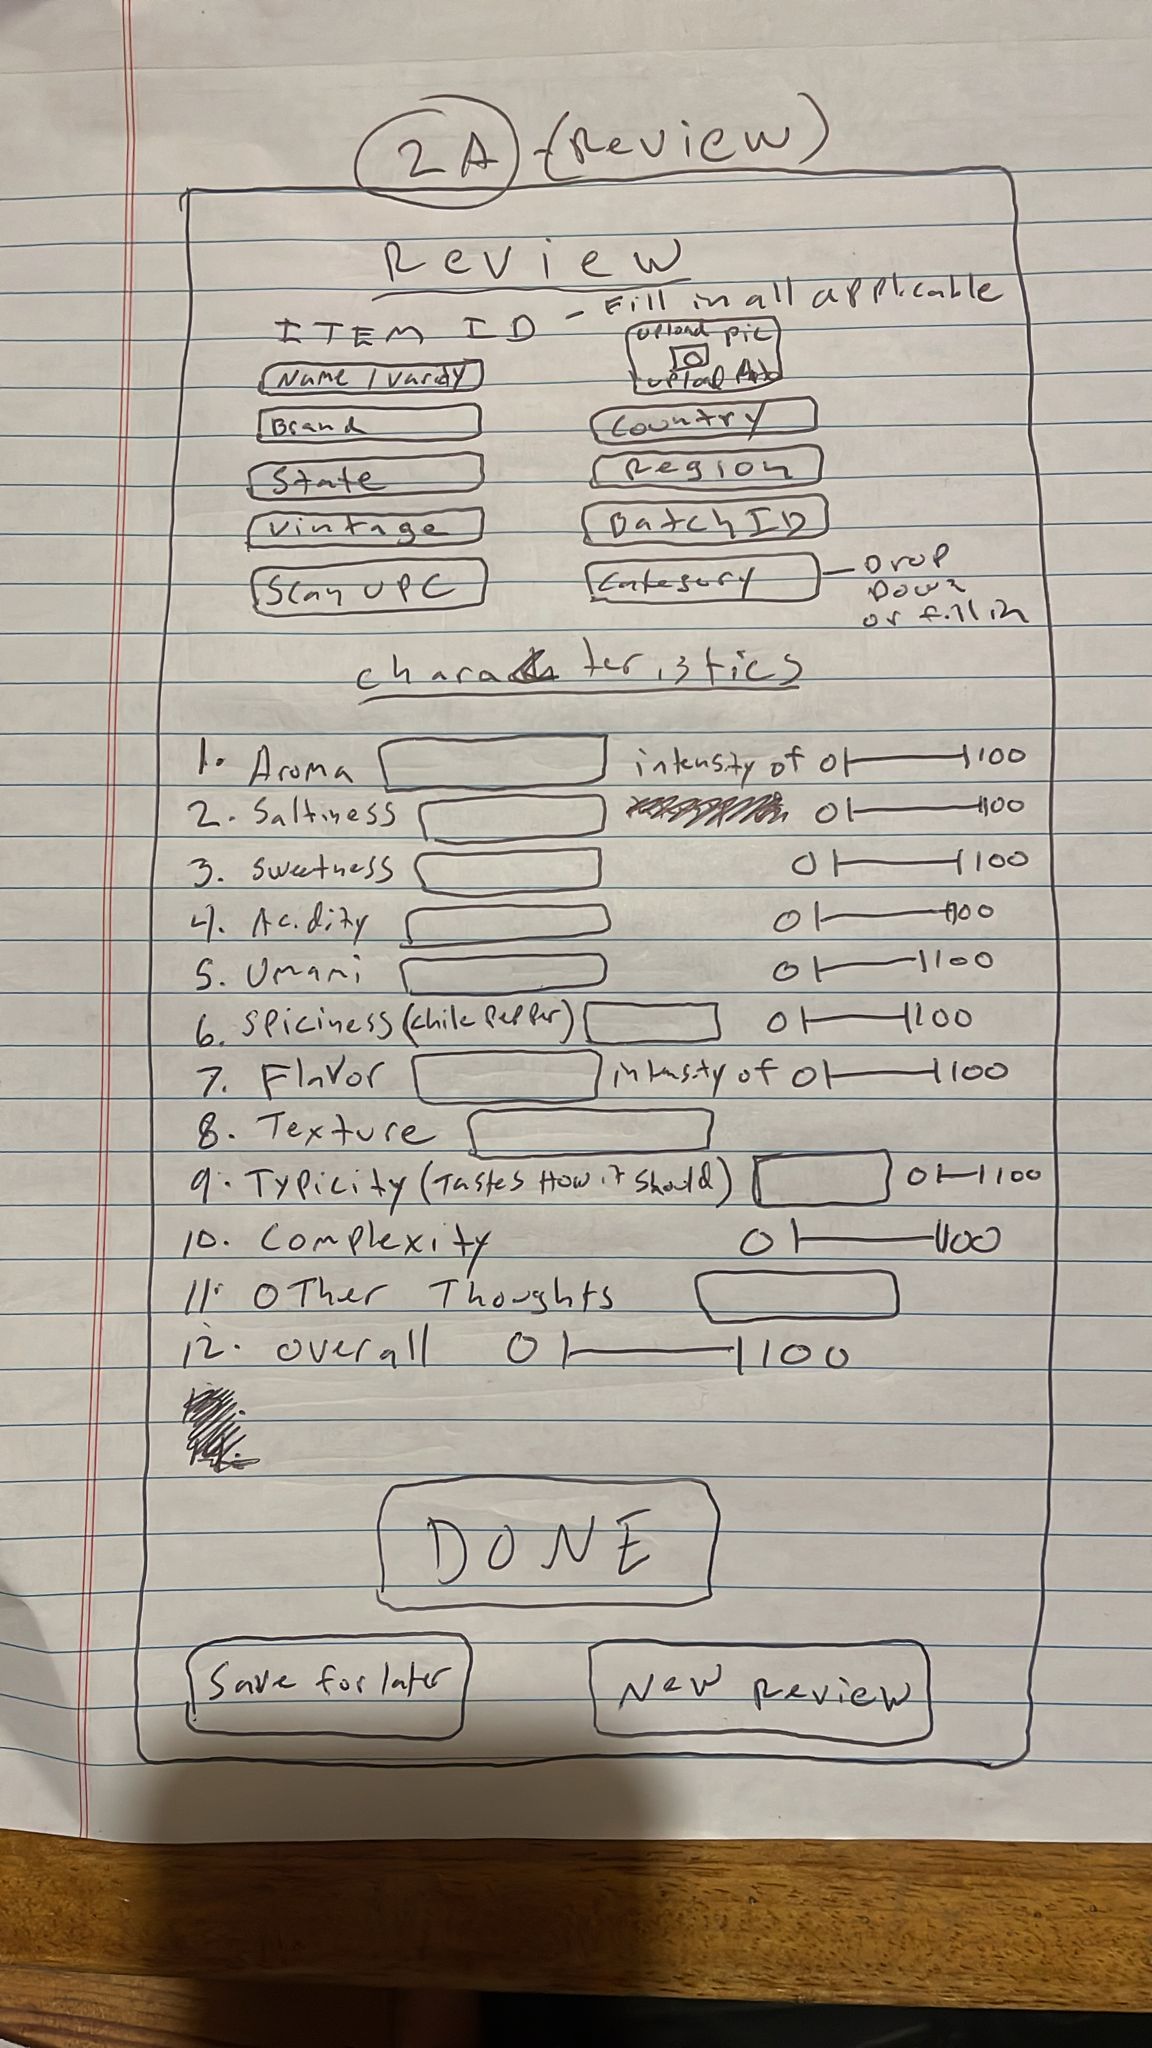 2A - (Review)
Review
ITEM ID - Fill in all applicable
upload pic
Name / Varity upload
Brand Country
State Region
Vintage Batch ID
Scan UPC Category - Drop
Down
or fill in
characteristics
1. Aroma intensity of 0 100
2. Saltiness 0 100
3. Sweetness 0 100
4. Acidity 0 100
5. Umami 0 100
6. Spiciness (chile pepper) 0 100
7. Flavor intensity of 0 100
8. Texture
9. Typicity (Tastes How it Should) 0 100
10. Complexity 0 100
11. OTher Thoughts
12. overall 0 100
DONE
Save for later New Review